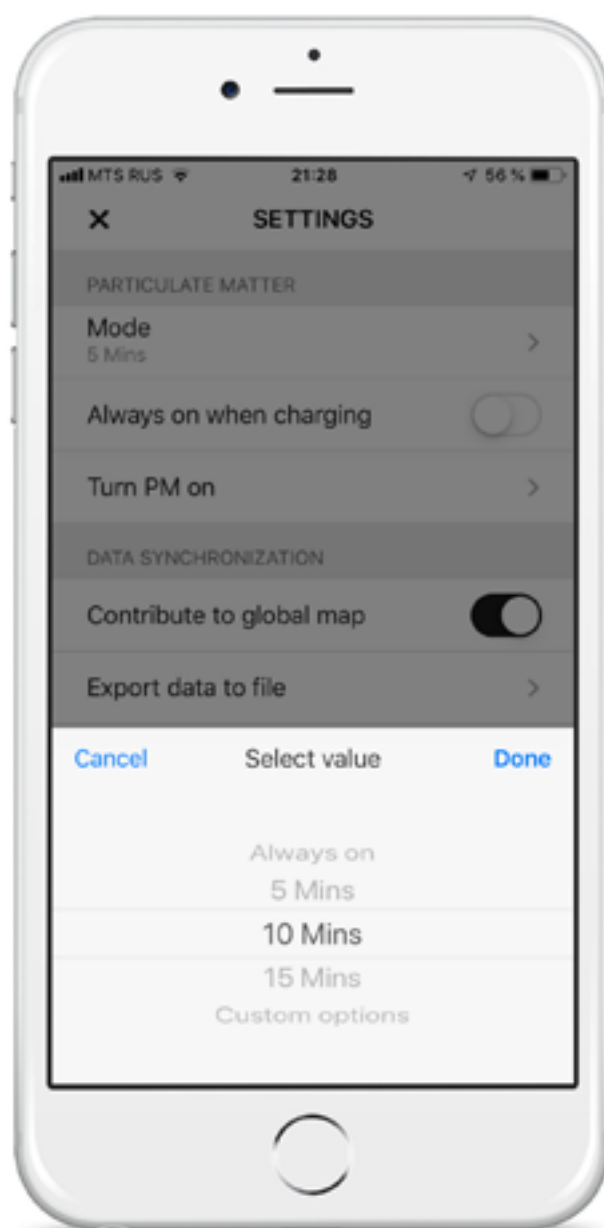 MTS RUS 21:28 56 %
SETTINGS
PARTICULATE MATTER
Mode
5 Mins
Always on when charging
Turn PM on
DATA SYNCHRONIZATION
Contribute to global map
Export data to file
Cancel Select value Done
Always on
5 Mins
10 Mins
15 Mins
Custom options